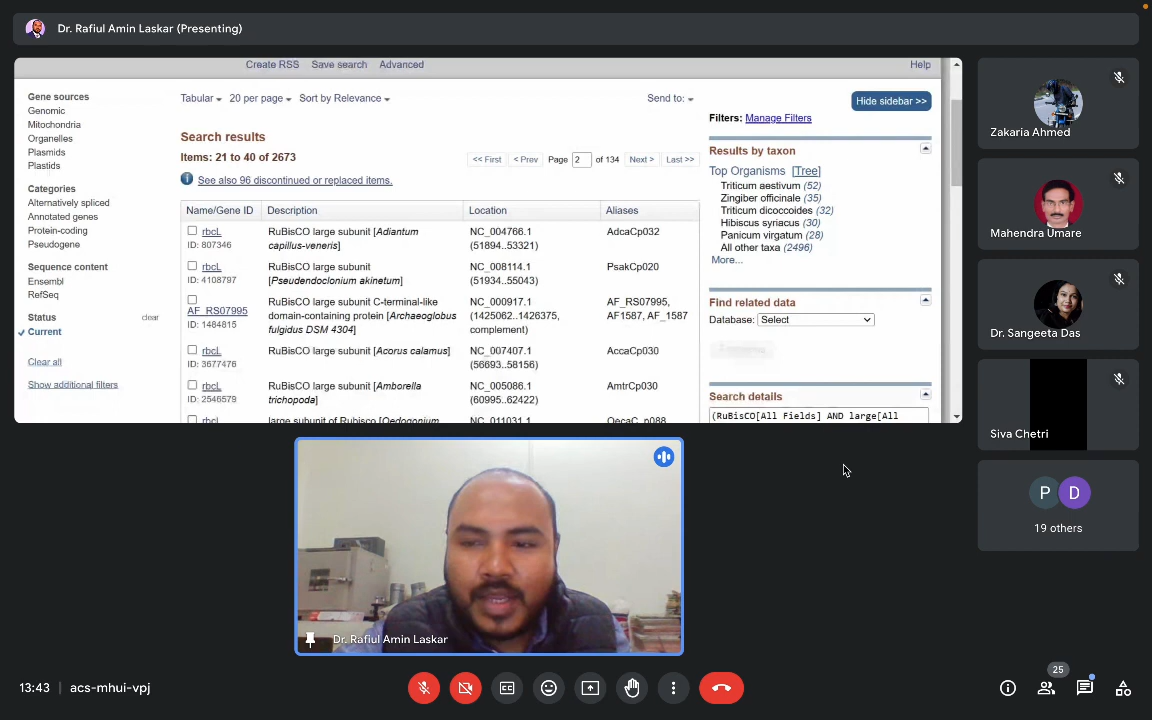 Dr. Rafiul Amin Laskar (Presenting)
Create RSS Save search Advanced Help
Gene sources
Genomic
Mitochondria
Organelles
Plasmids
Plastids
Categories
Alternatively spliced
Annotated genes
Protein-coding
Pseudogene
Sequence content
Ensembl
RefSeq
Status clear
Current
Clear all
Show additional filters
Tabular 20 per page Sort by Relevance Send to:
Search results
Items: 21 to 40 of 2673
<< First < Prev Page 2 of 134 Next > Last >>
See also 96 discontinued or replaced items.
Name/Gene ID Description Location Aliases
rbcL RuBisCO large subunit [Adiantum NC_004766.1 AdcaCp032
ID: 807346 capillus-veneris] (51894..53321)
rbcL RuBisCO large subunit NC_008114.1 PsakCp020
ID: 4108797 [Pseudendoclonium akinetum] (51934..55043)
RuBisCO large subunit C-terminal-like NC_000917.1 AF_RS07995,
AF_RS07995 domain-containing protein [Archaeoglobus (1425062..1426375, AF1587, AF_1587
ID: 1484815 fulgidus DSM 4304] complement)
rbcL RuBisCO large subunit [Acorus calamus] NC_007407.1 AccaCp030
ID: 3677476 (56693..58156)
rbcL RuBisCO large subunit [Amborella NC_005086.1 AmtrCp030
ID: 2546579 trichopoda] (60995..62422)
rbcL large subunit of Rubisco [Oedogonium NC_011031.1 OecaC_p088
Hide sidebar >>
Filters: Manage Filters
Results by taxon
Top Organisms [Tree]
Triticum aestivum (52)
Zingiber officinale (35)
Triticum dicoccoides (32)
Hibiscus syriacus (30)
Panicum virgatum (28)
All other taxa (2496)
More...
Find related data
Database: Select
Search details
(RuBisCO[All Fields] AND large[All
Zakaria Ahmed
Mahendra Umare
Dr. Sangeeta Das
Siva Chetri
P D
19 others
Dr. Rafiul Amin Laskar
13:43 | acs-mhui-vpj
25